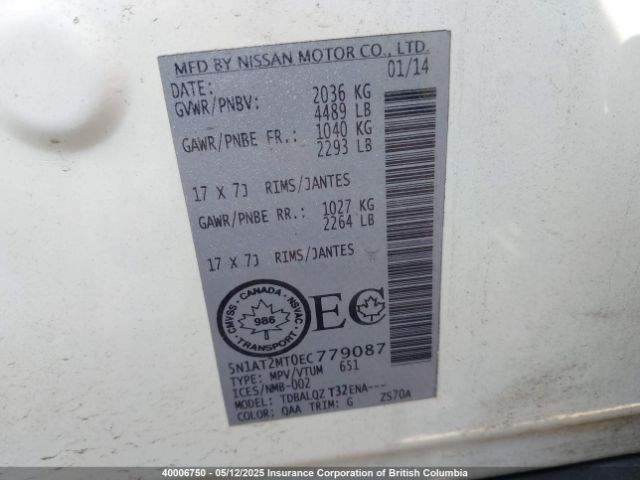 MFD BY NISSAN MOTOR CO., LTD.
DATE: 01/14
GVWR/PNBV: 2036 KG
4489 LB
GAWR/PNBE FR.: 1040 KG
2293 LB
17 X 7J RIMS/JANTES
GAWR/PNBE RR.: 1027 KG
2264 LB
17 X 7J RIMS/JANTES
CANADA
CMVSS NSVAC
986
TRANSPORT
EC
5N1AT2MT0EC779087
TYPE: MPV/VTUM 651
ICES/NMB-002
MODEL: TDBALQZ T32ENA---
COLOR: QAA TRIM: G ZS70A
40006750 — 05/12/2025 Insurance Corporation of British Columbia